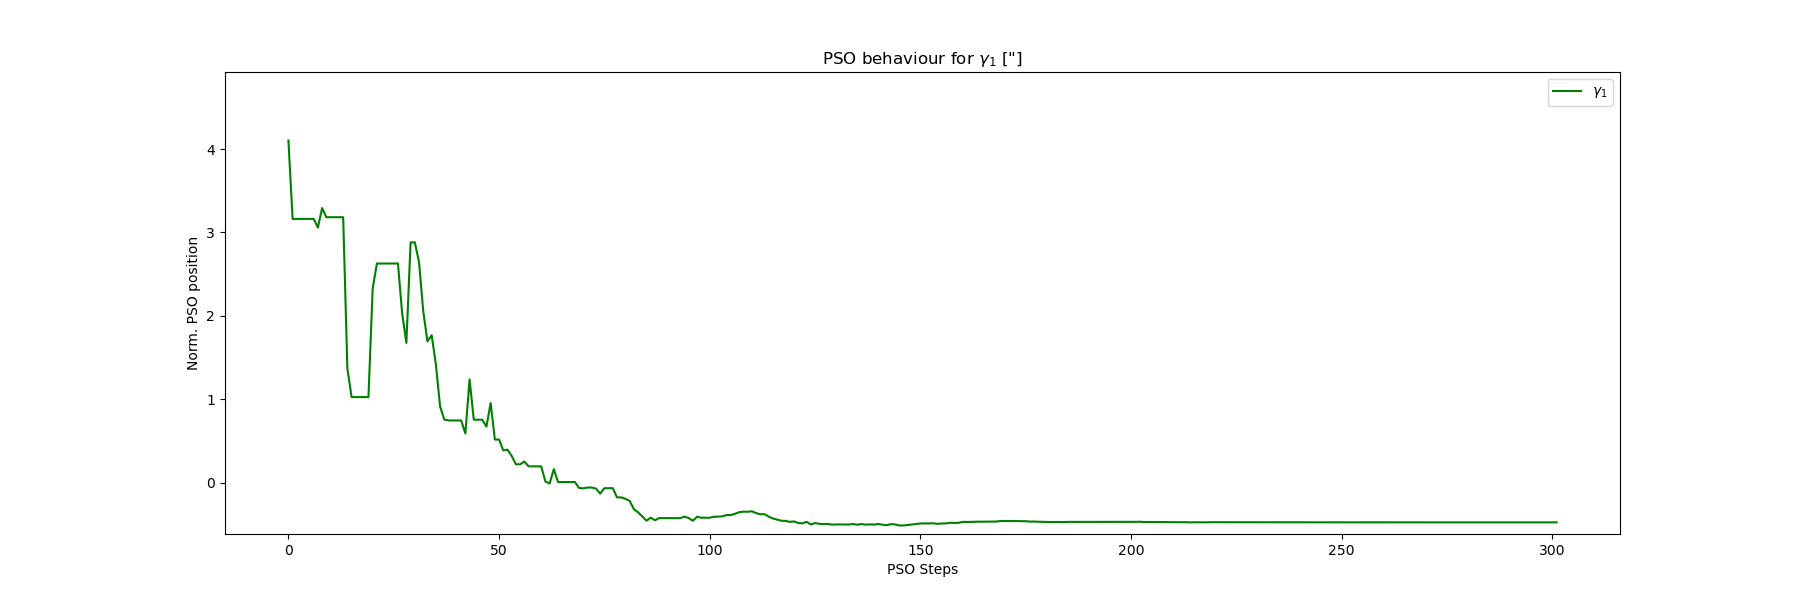 PSO behaviour for γ₁ ["]
γ₁
4
3
2
1
0
Norm. PSO position
0 50 100 150 200 250 300
PSO Steps